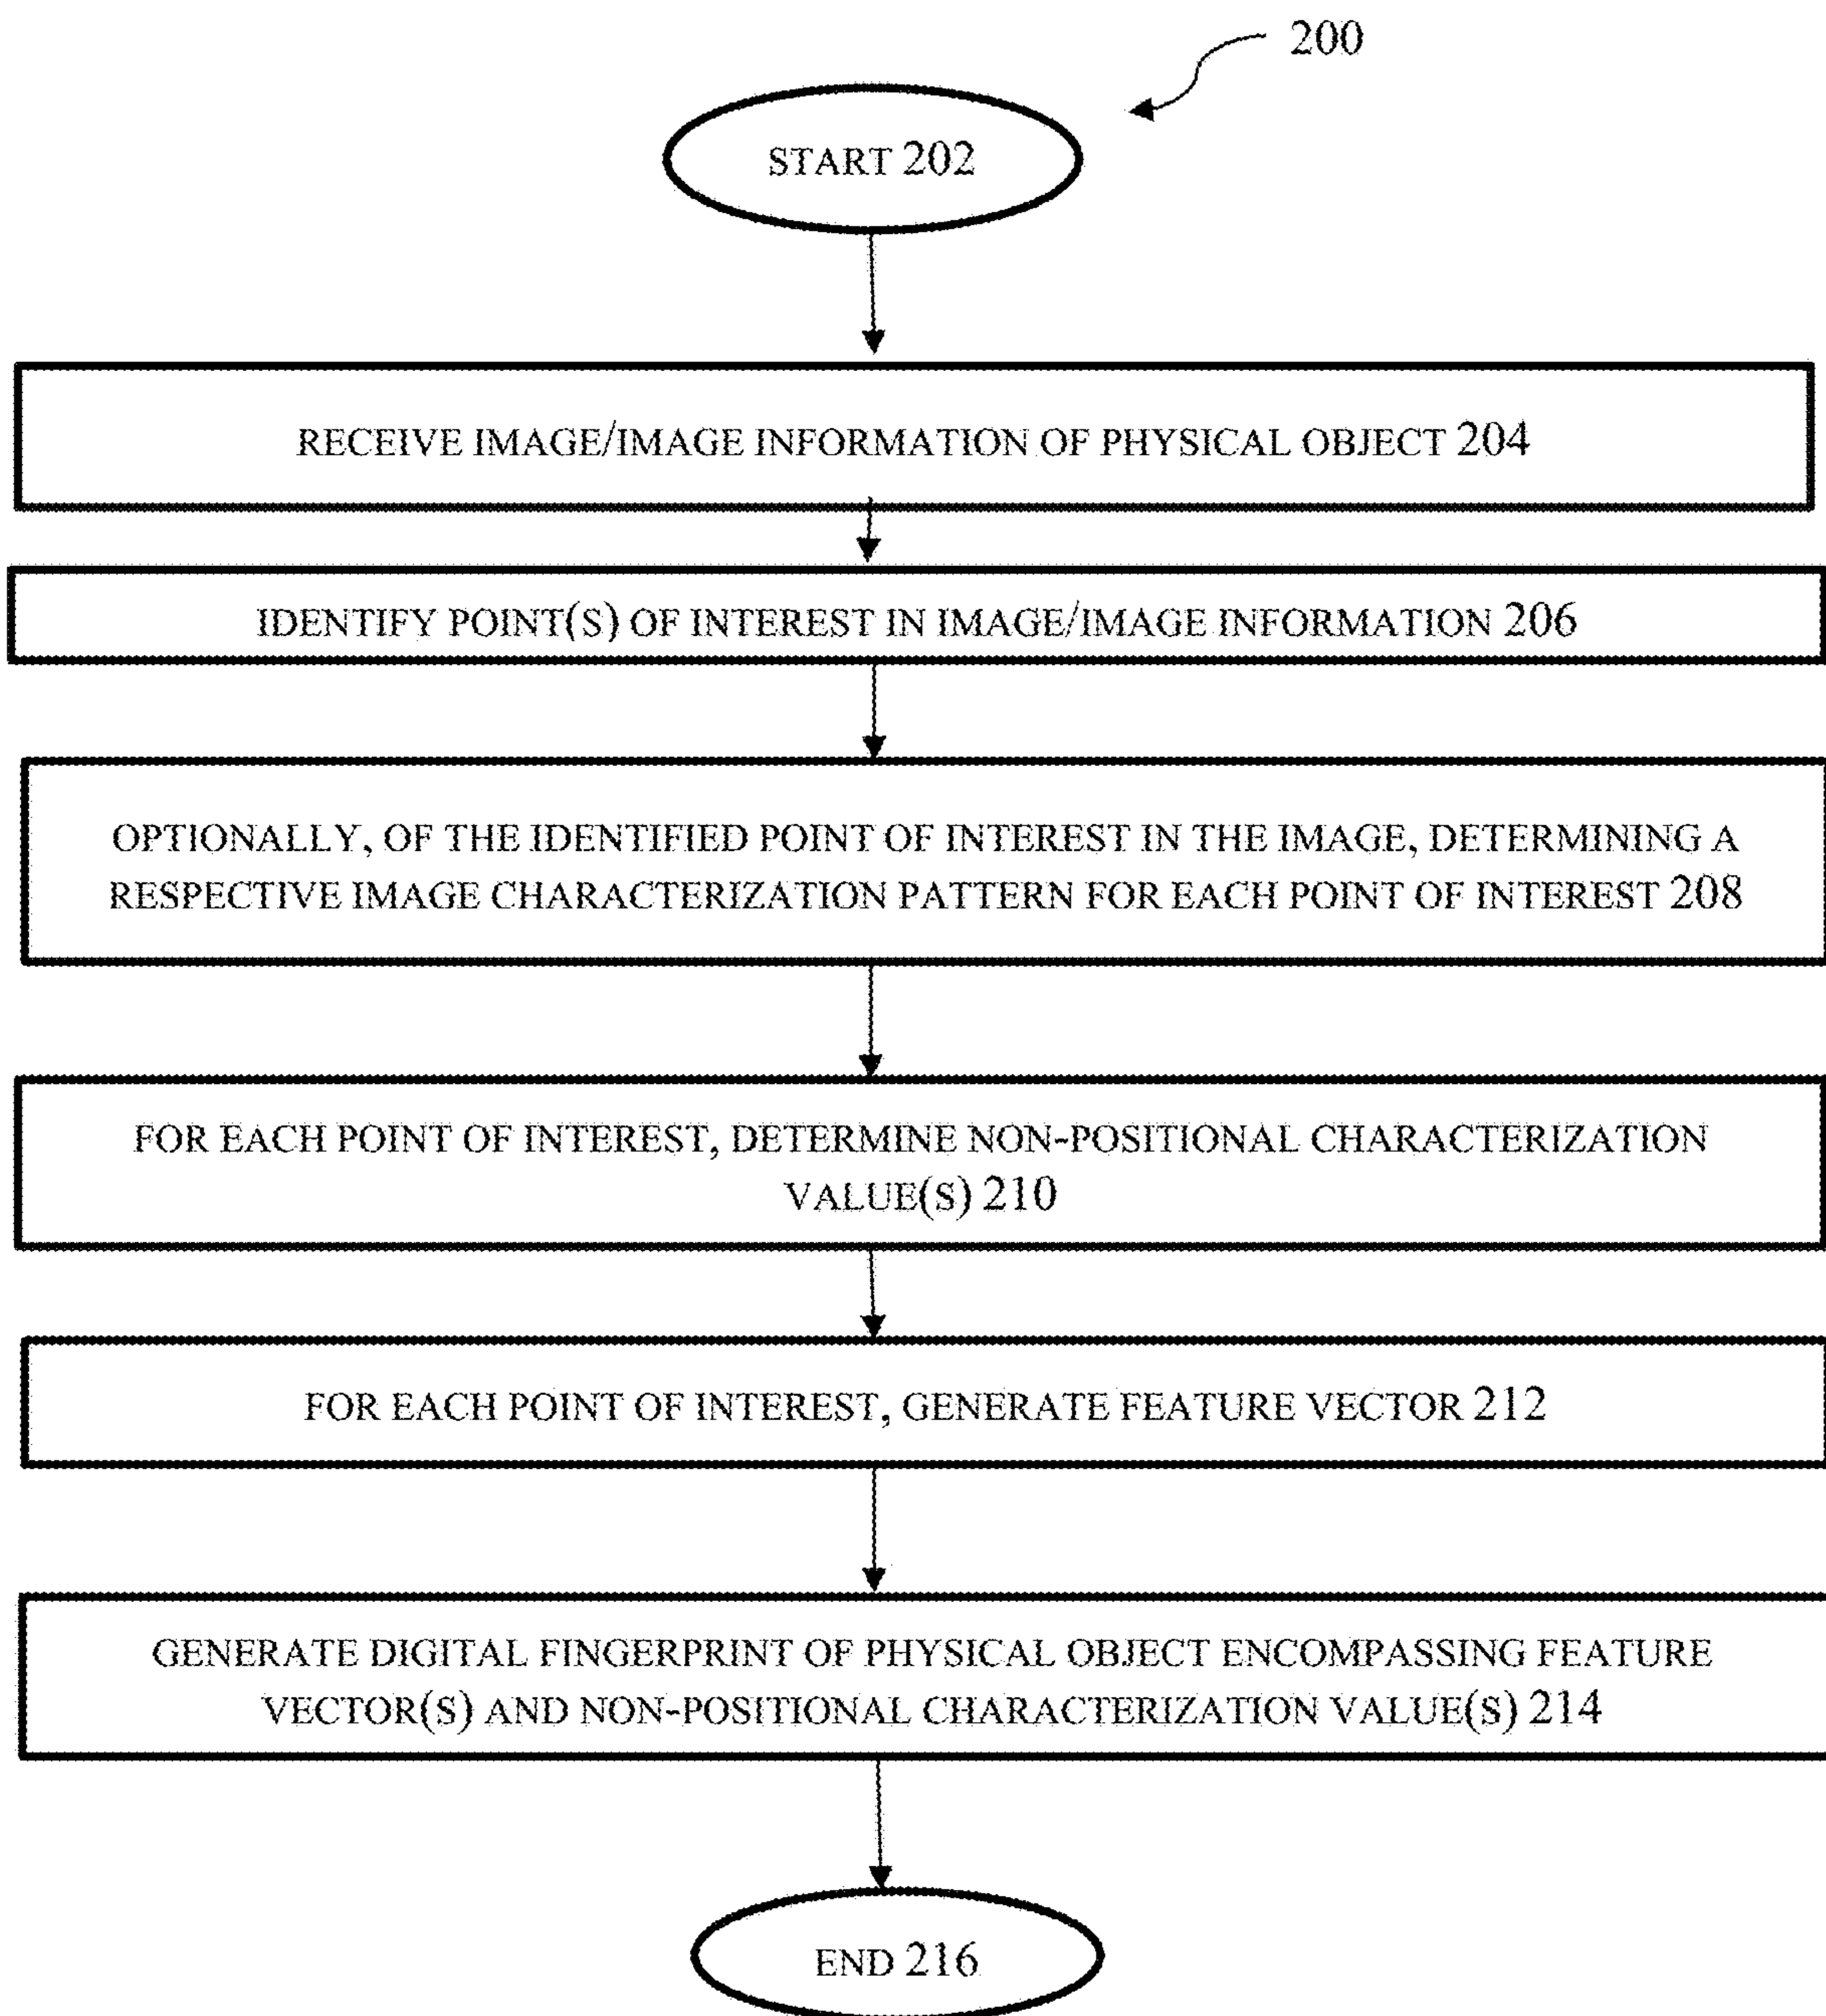 200
START 202
RECEIVE IMAGE/IMAGE INFORMATION OF PHYSICAL OBJECT 204
IDENTIFY POINT(S) OF INTEREST IN IMAGE/IMAGE INFORMATION 206
OPTIONALLY, OF THE IDENTIFIED POINT OF INTEREST IN THE IMAGE, DETERMINING A
RESPECTIVE IMAGE CHARACTERIZATION PATTERN FOR EACH POINT OF INTEREST 208
FOR EACH POINT OF INTEREST, DETERMINE NON-POSITIONAL CHARACTERIZATION
VALUE(S) 210
FOR EACH POINT OF INTEREST, GENERATE FEATURE VECTOR 212
GENERATE DIGITAL FINGERPRINT OF PHYSICAL OBJECT ENCOMPASSING FEATURE
VECTOR(S) AND NON-POSITIONAL CHARACTERIZATION VALUE(S) 214
END 216